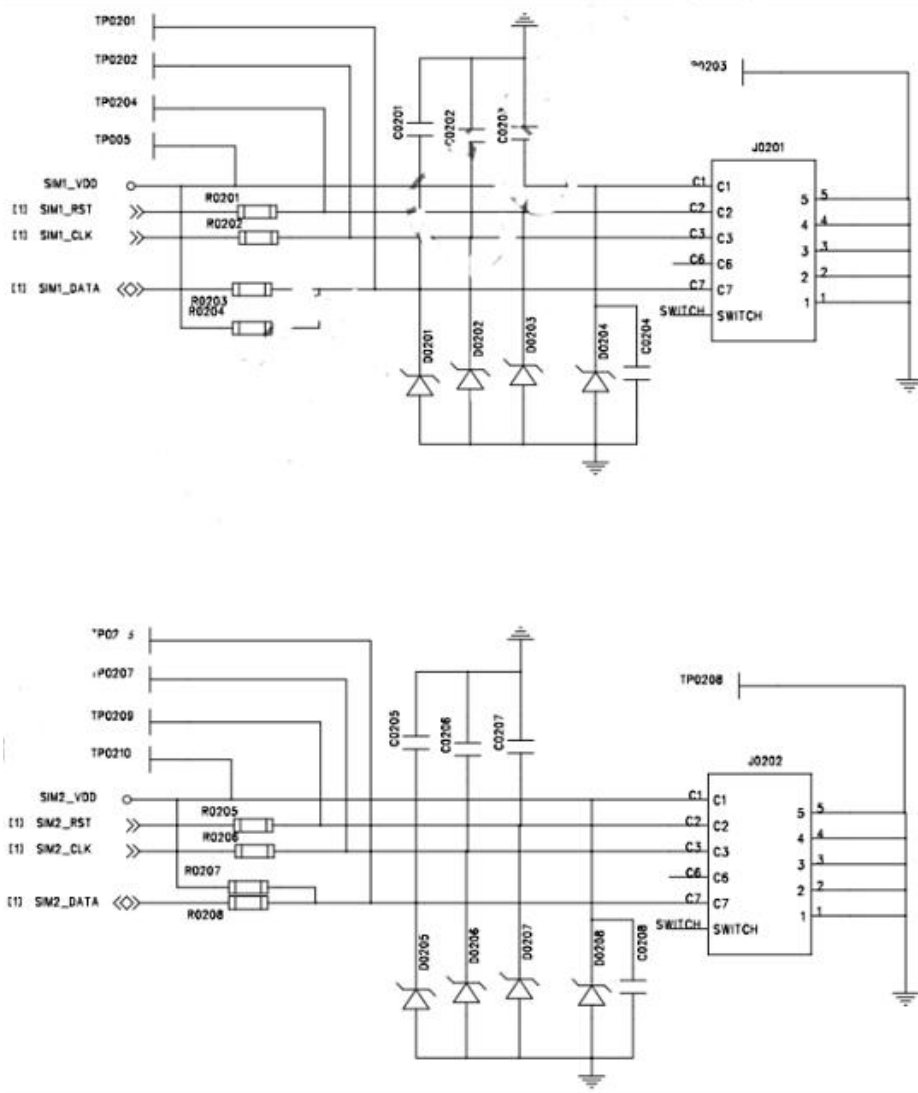 TP0201
TP0202
TP0204
TP005
C0201
C0202
J0201
SIM1_VDD
R0201
[1] SIM1_RST
R0202
[1] SIM1_CLK
[1] SIM1_DATA
R0203
R0204
C1 C1
C2 C2
C3 C3
C6 C6
C7 C7
SWITCH SWITCH
5 5
4 4
3 3
2 2
1 1
D0201
D0202
D0203
D0204
C0204
TP0207
TP0209
TP0210
C0205
C0206
C0207
TP0208
J0202
SIM2_VDD
R0205
[1] SIM2_RST
R0206
[1] SIM2_CLK
R0207
[1] SIM2_DATA
R0208
C1 C1
C2 C2
C3 C3
C6 C6
C7 C7
SWITCH SWITCH
5 5
4 4
3 3
2 2
1 1
D0205
D0206
D0207
D0208
C0208